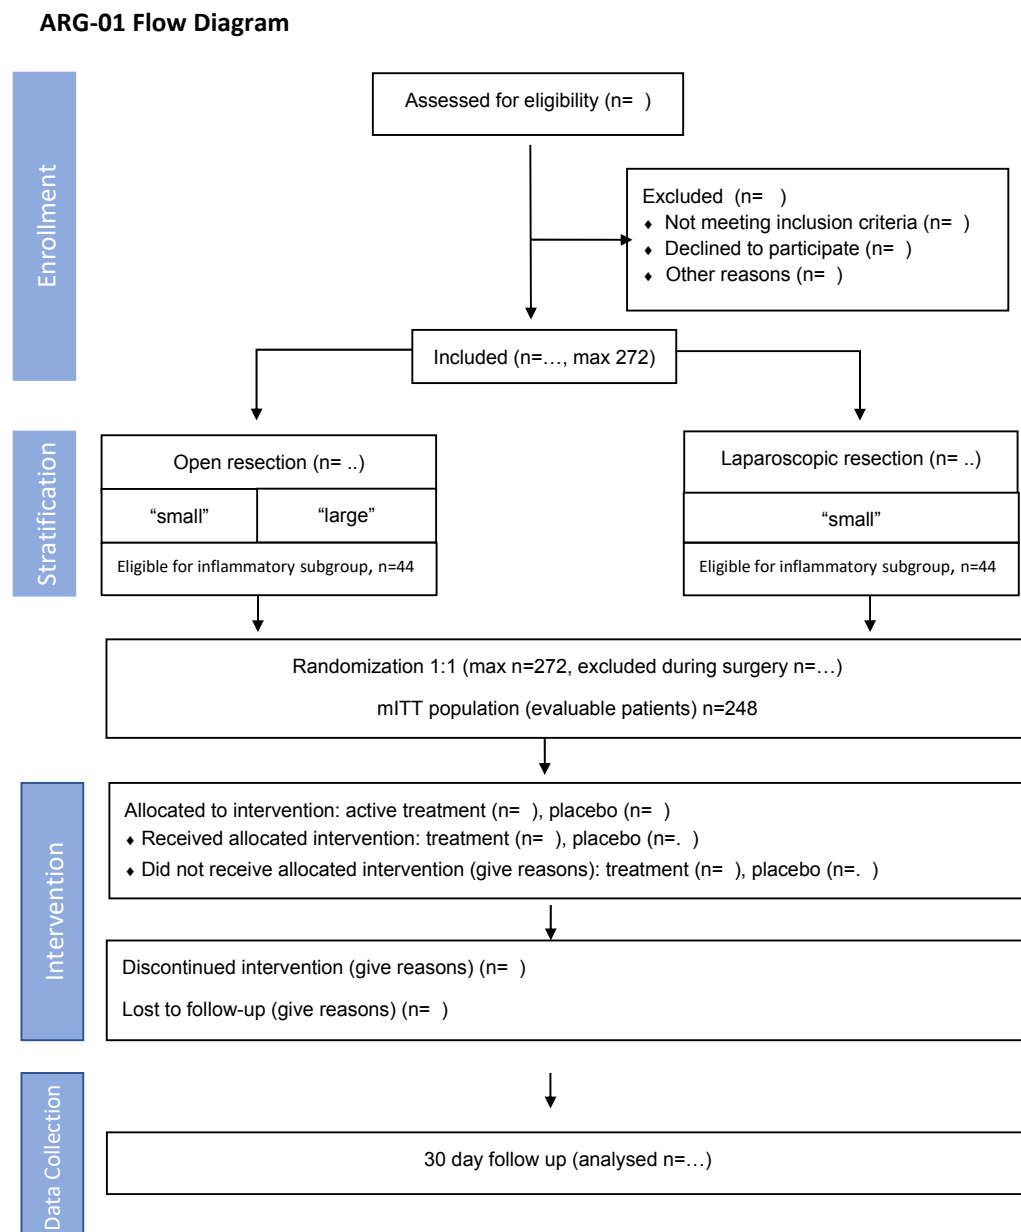 ARG-01 Flow Diagram
Enrollment
Assessed for eligibility (n=  )
Excluded  (n=   )
♦ Not meeting inclusion criteria (n=  )
♦ Declined to participate (n=  )
♦ Other reasons (n=  )
Included (n=…, max 272)
Stratification
Open resection (n= ..)
“small”
“large”
Eligible for inflammatory subgroup, n=44
Laparoscopic resection (n= ..)
“small”
Eligible for inflammatory subgroup, n=44
Randomization 1:1 (max n=272, excluded during surgery n=…)
mITT population (evaluable patients) n=248
Intervention
Allocated to intervention: active treatment (n=  ), placebo (n=  )
♦ Received allocated intervention: treatment (n=  ), placebo (n=.  )
♦ Did not receive allocated intervention (give reasons): treatment (n=  ), placebo (n=.  )
Discontinued intervention (give reasons) (n=  )
Lost to follow-up (give reasons) (n=  )
Data Collection
30 day follow up (analysed n=…)